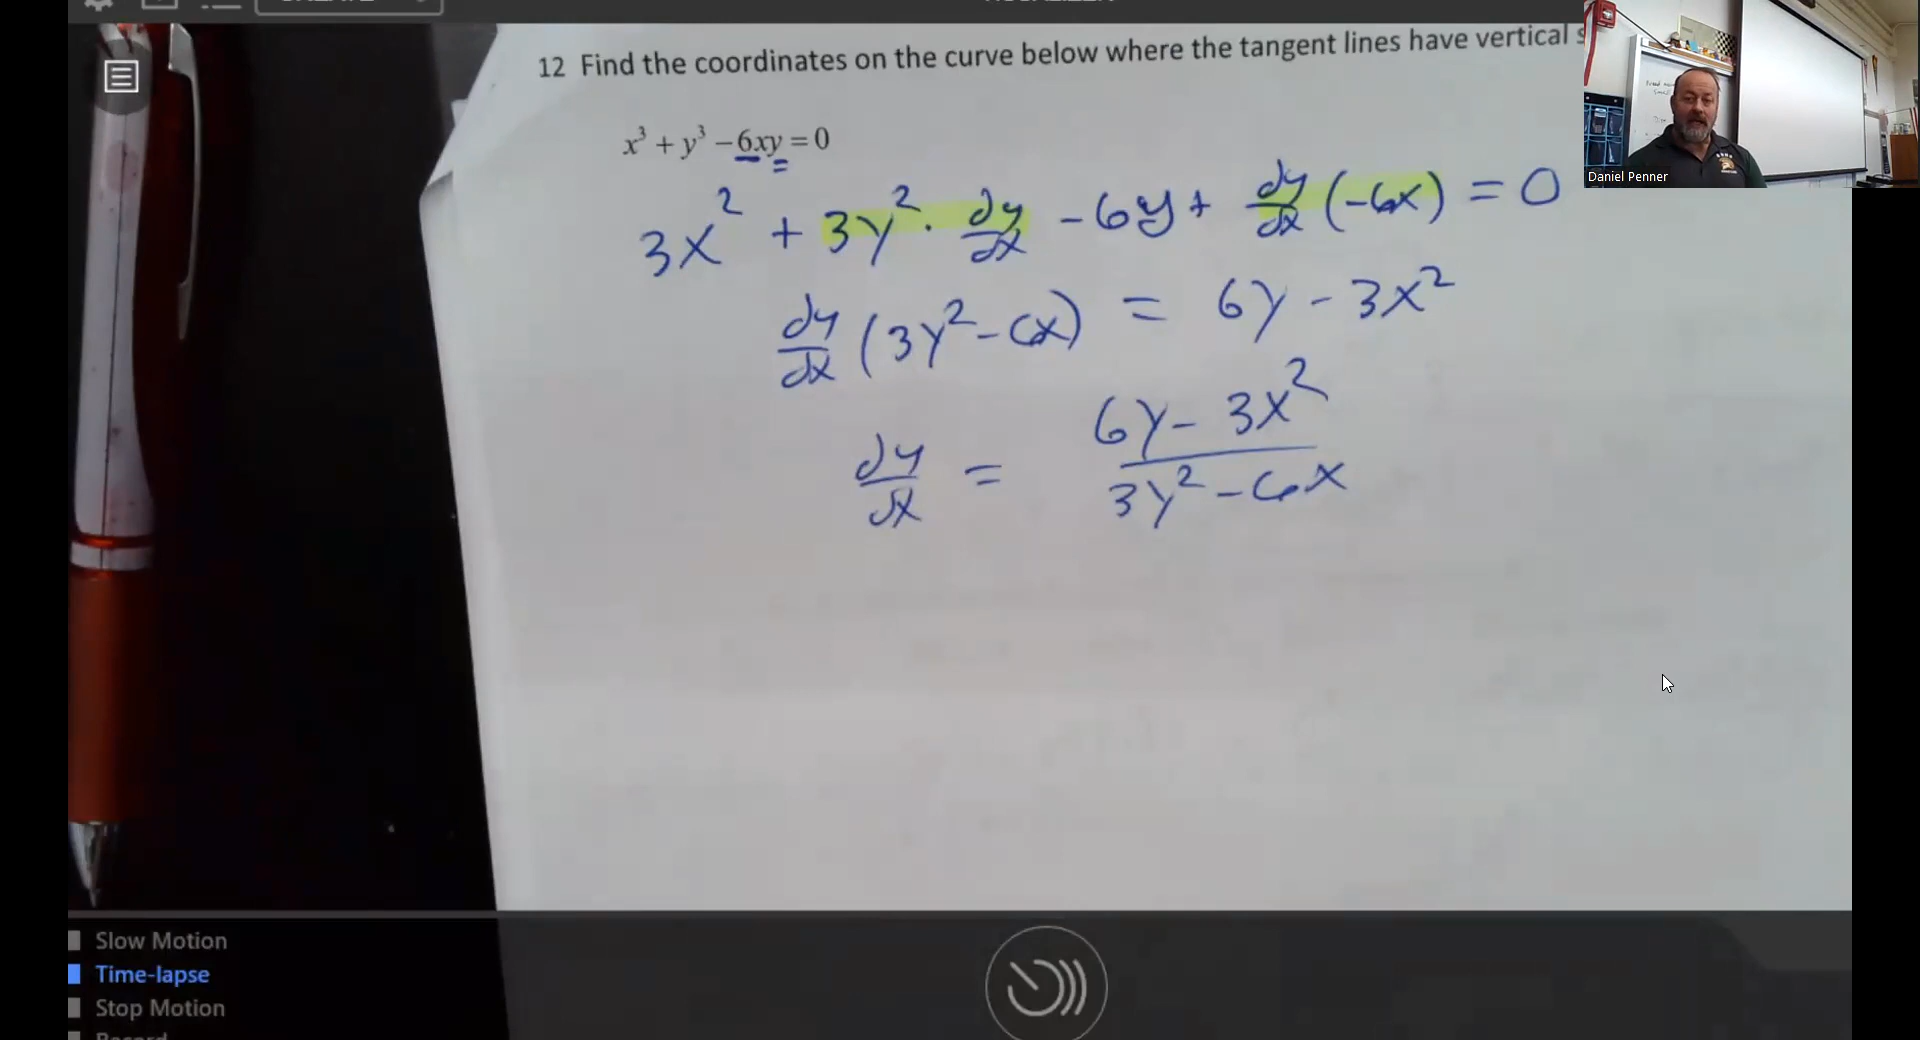 12 Find the coordinates on the curve below where the tangent lines have vertical
x³ + y³ − 6xy = 0
3x² + 3y² · dy/dx − 6y + dy/dx (−6x) = 0
dy/dx (3y² − 6x) = 6y − 3x²
dy/dx = (6y − 3x²)/(3y² − 6x)
Daniel Penner
Slow Motion
Time-lapse
Stop Motion
Record